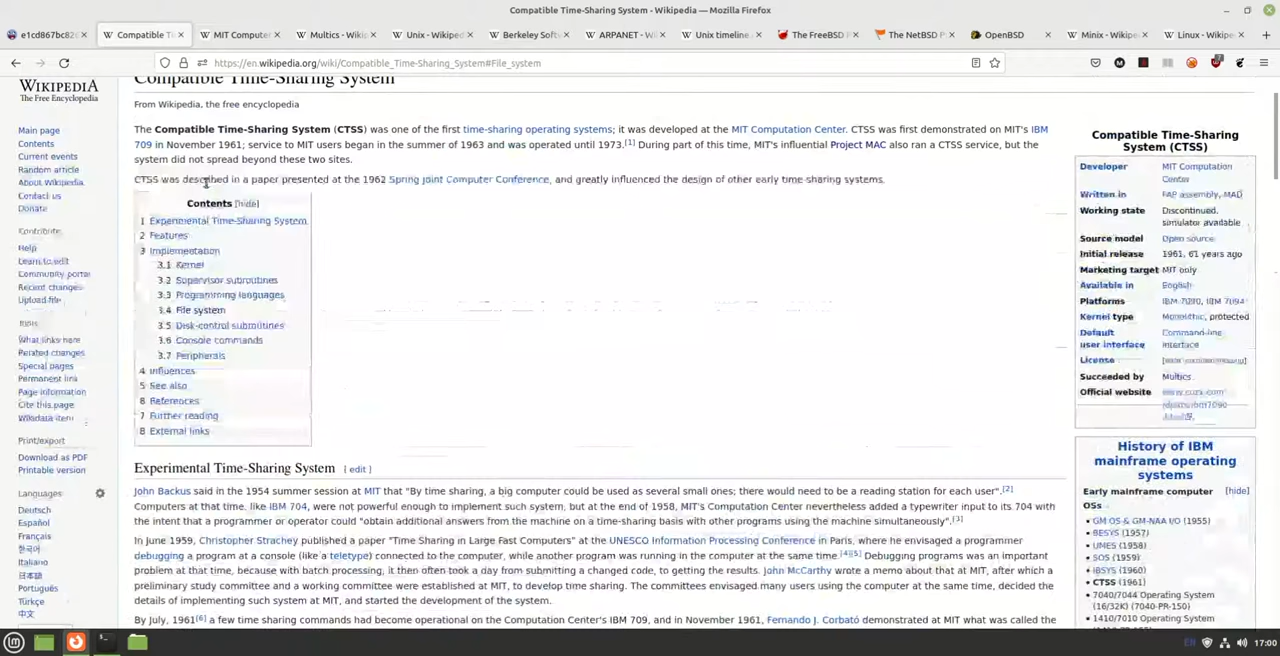 Compatible Time-Sharing System - Wikipedia — Mozilla Firefox
e1cd867bc82
Compatible Ti
MIT Computer
Multics - Wikip
Unix - Wikiped
Berkeley Soft
ARPANET - Wi
Unix timeline
The FreeBSD P
The NetBSD P
OpenBSD
Minix - Wikipe
Linux - Wikipe
https://en.wikipedia.org/wiki/Compatible_Time-Sharing_System#File_system
WIKIPEDIA
The Free Encyclopedia
Main page
Contents
Current events
Random article
About Wikipedia
Contact us
Donate
Contribute
Help
Learn to edit
Community portal
Recent changes
Upload file
Tools
What links here
Related changes
Special pages
Permanent link
Page information
Cite this page
Wikidata item
Print/export
Download as PDF
Printable version
Languages
Deutsch
Español
Français
한국어
Italiano
日本語
Português
Türkçe
中文
Compatible Time-Sharing System
From Wikipedia, the free encyclopedia
The Compatible Time-Sharing System (CTSS) was one of the first time-sharing operating systems; it was developed at the MIT Computation Center. CTSS was first demonstrated on MIT's IBM
709 in November 1961; service to MIT users began in the summer of 1963 and was operated until 1973.[1] During part of this time, MIT's influential Project MAC also ran a CTSS service, but the
system did not spread beyond these two sites.
CTSS was described in a paper presented at the 1962 Spring Joint Computer Conference, and greatly influenced the design of other early time-sharing systems.
Contents [hide]
1 Experimental Time-Sharing System
2 Features
3 Implementation
3.1 Kernel
3.2 Supervisor subroutines
3.3 Programming languages
3.4 File system
3.5 Disk-control subroutines
3.6 Console commands
3.7 Peripherals
4 Influences
5 See also
6 References
7 Further reading
8 External links
Experimental Time-Sharing System [ edit ]
John Backus said in the 1954 summer session at MIT that "By time sharing, a big computer could be used as several small ones; there would need to be a reading station for each user".[2]
Computers at that time, like IBM 704, were not powerful enough to implement such system, but at the end of 1958, MIT's Computation Center nevertheless added a typewriter input to its 704 with
the intent that a programmer or operator could "obtain additional answers from the machine on a time-sharing basis with other programs using the machine simultaneously".[3]
In June 1959, Christopher Strachey published a paper "Time Sharing in Large Fast Computers" at the UNESCO Information Processing Conference in Paris, where he envisaged a programmer
debugging a program at a console (like a teletype) connected to the computer, while another program was running in the computer at the same time.[4][5] Debugging programs was an important
problem at that time, because with batch processing, it then often took a day from submitting a changed code, to getting the results. John McCarthy wrote a memo about that at MIT, after which a
preliminary study committee and a working committee were established at MIT, to develop time sharing. The committees envisaged many users using the computer at the same time, decided the
details of implementing such system at MIT, and started the development of the system.
By July, 1961[6] a few time sharing commands had become operational on the Computation Center's IBM 709, and in November 1961, Fernando J. Corbató demonstrated at MIT what was called the
Compatible Time-Sharing
System (CTSS)
Developer MIT Computation
Center
Written in FAP assembly, MAD
Working state Discontinued,
simulator available
Source model Open source
Initial release 1961, 61 years ago
Marketing target MIT only
Available in English
Platforms IBM 7090, IBM 7094
Kernel type Monolithic, protected
Default Command-line
user interface interface
License
Succeeded by Multics
Official website
History of IBM
mainframe operating
systems
Early mainframe computer [hide]
OSs
• GM OS & GM-NAA I/O (1955)
• BESYS (1957)
• UMES (1958)
• SOS (1959)
• IBSYS (1960)
• CTSS (1961)
• 7040/7044 Operating System
(16/32K) (7040-PR-150)
• 1410/7010 Operating System
EN
17:00